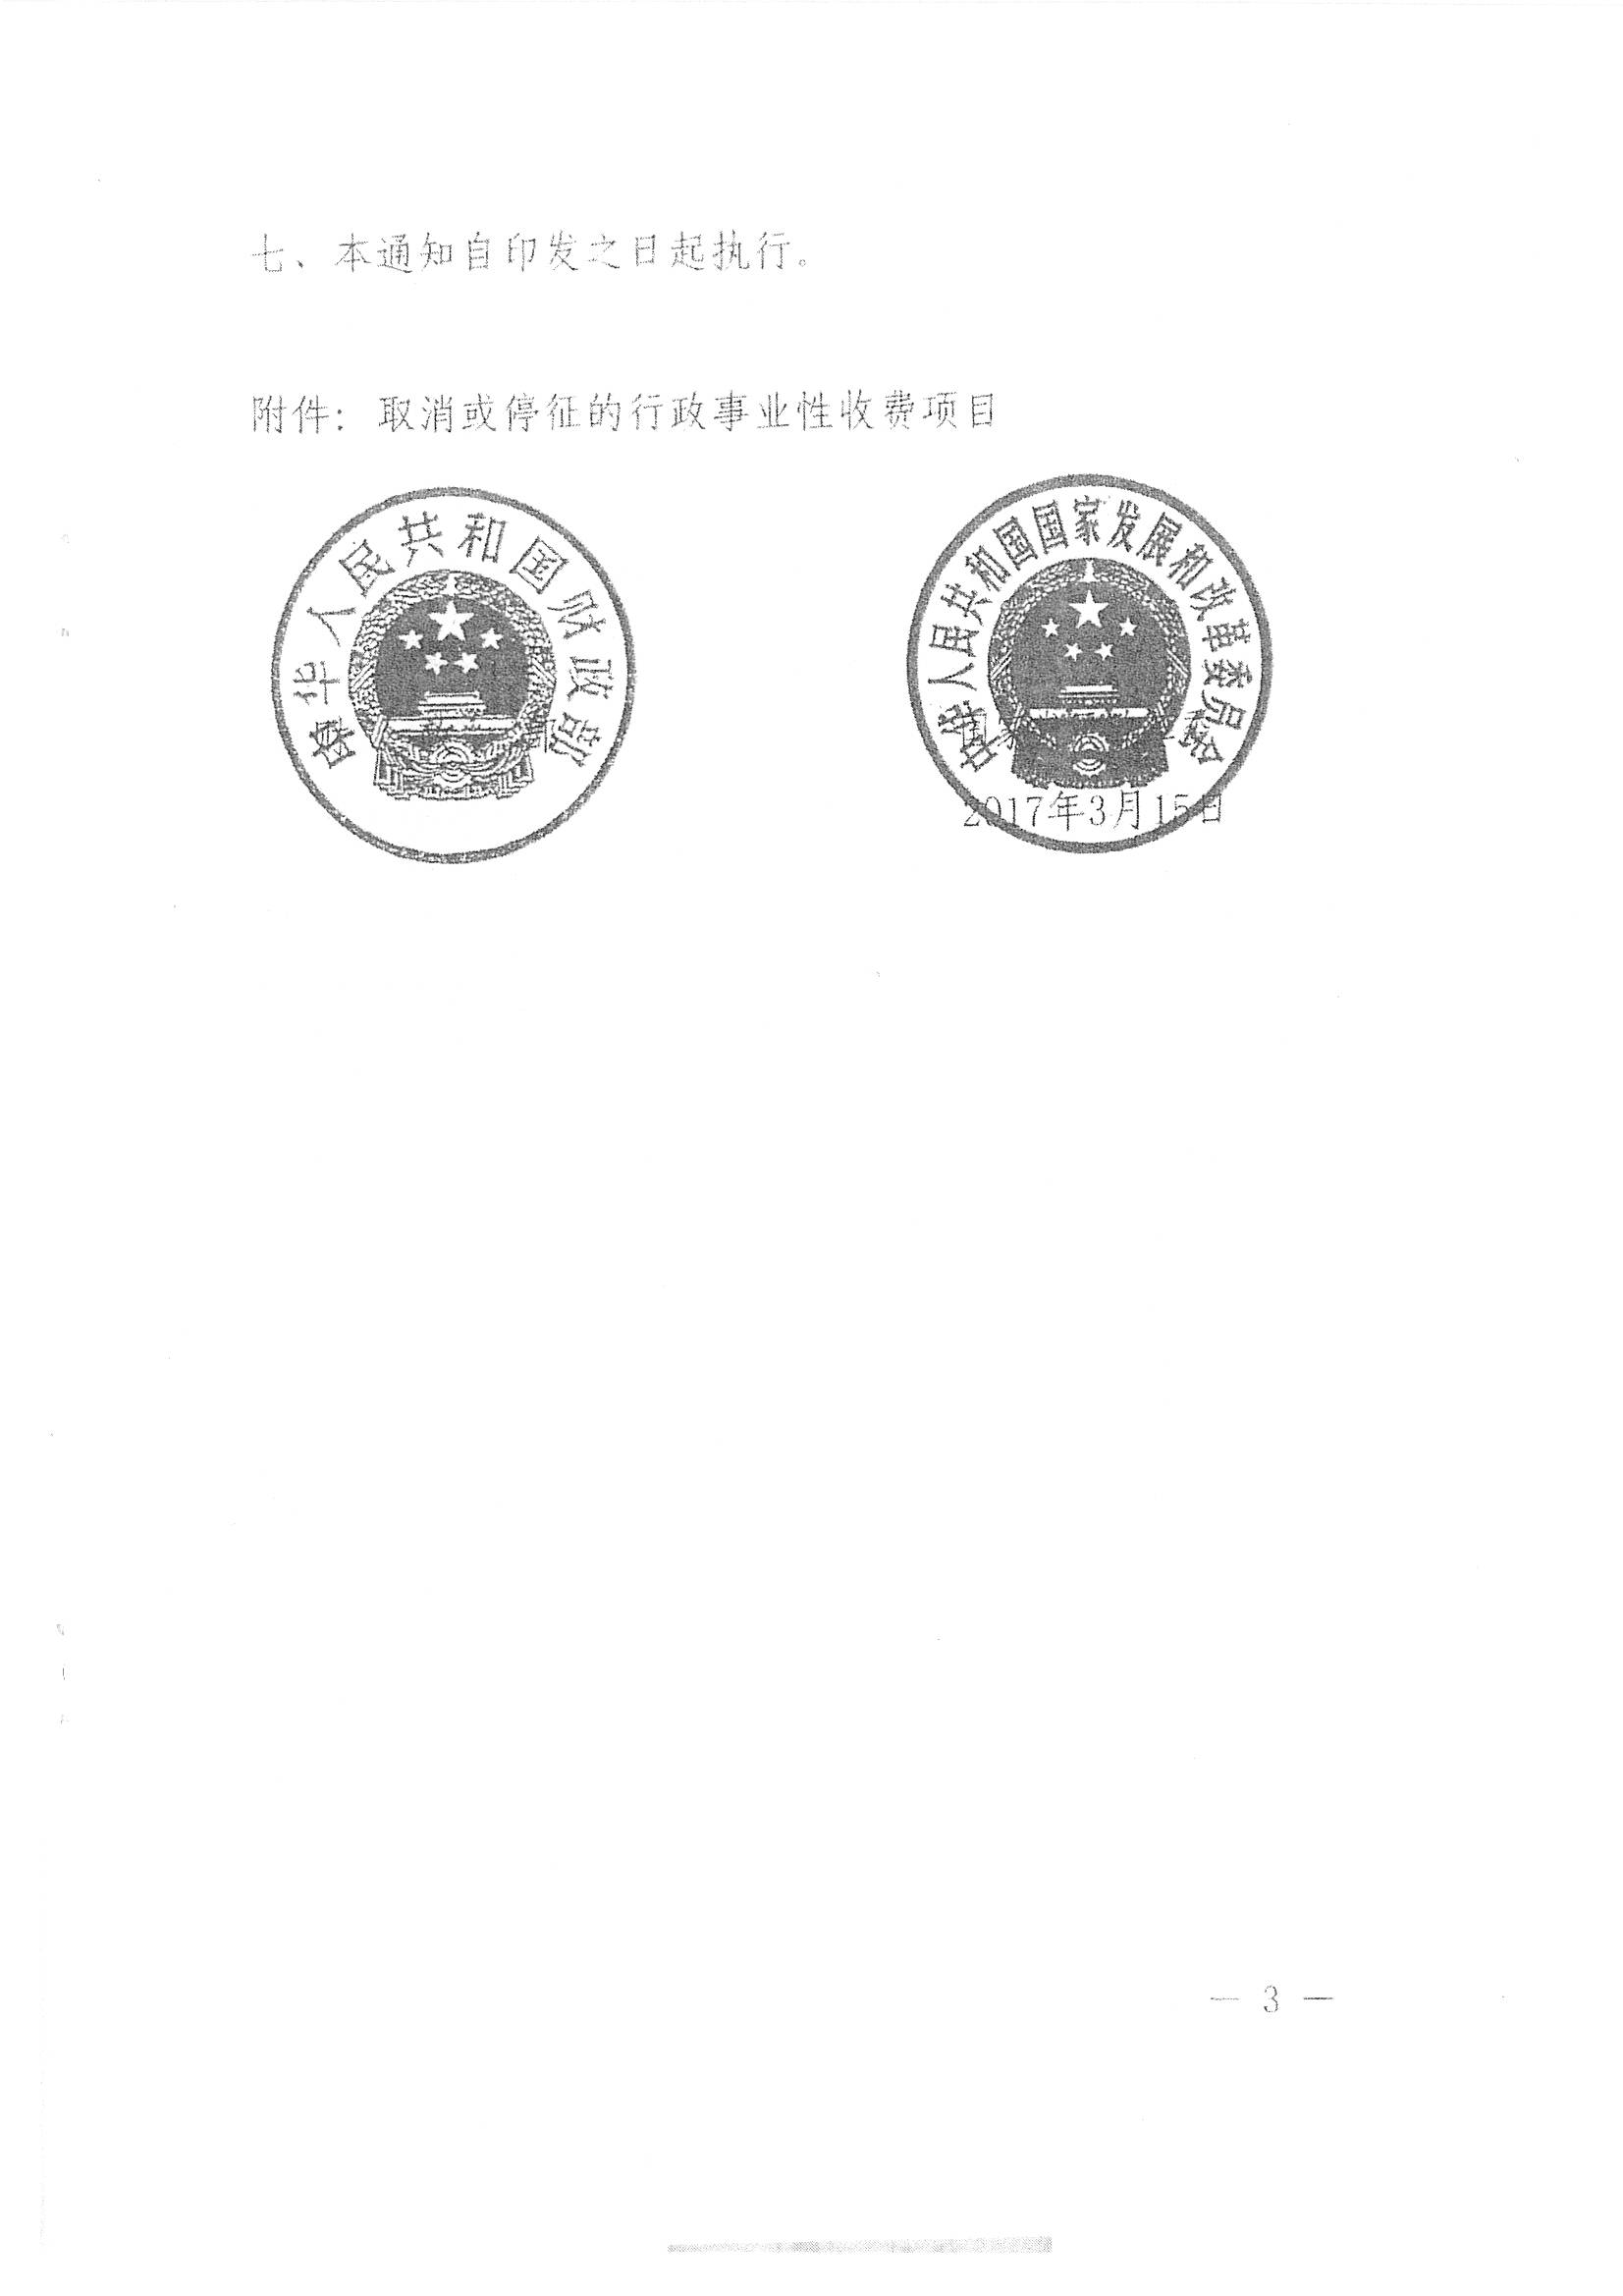 七、本通知自印发之日起执行。
附件：取消或停征的行政事业性收费项目
中华人民共和国财政部
中华人民共和国国家发展和改革委员会
2017年3月15日
— 3 —